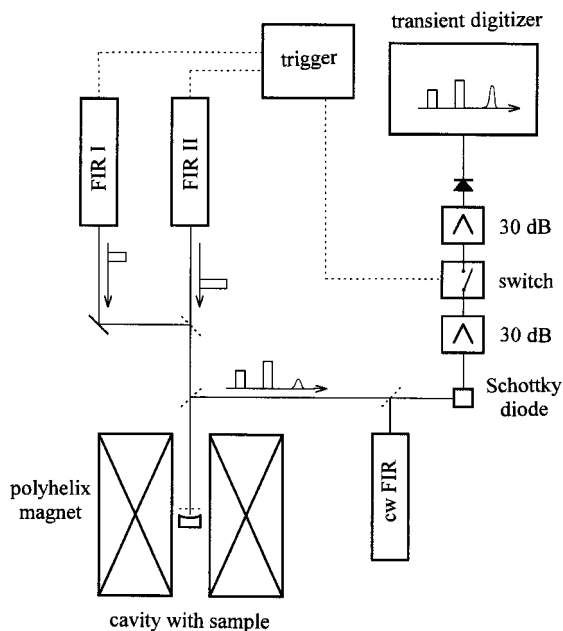 transient digitizer
trigger
FIR I
FIR II
30 dB
switch
30 dB
Schottky
diode
polyhelix
magnet
cw FIR
cavity with sample